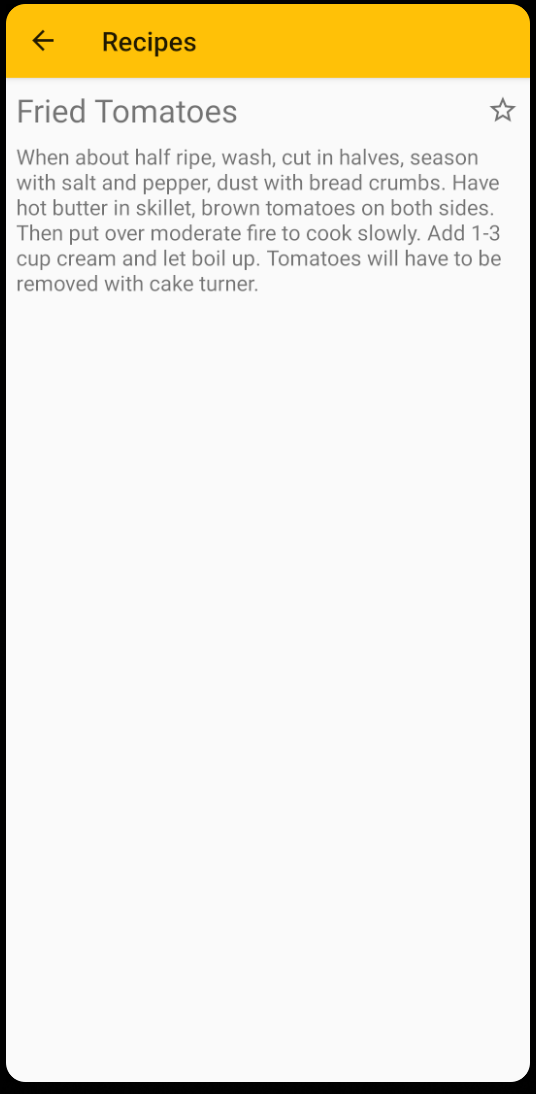 Recipes
Fried Tomatoes
When about half ripe, wash, cut in halves, season
with salt and pepper, dust with bread crumbs. Have
hot butter in skillet, brown tomatoes on both sides.
Then put over moderate fire to cook slowly. Add 1-3
cup cream and let boil up. Tomatoes will have to be
removed with cake turner.